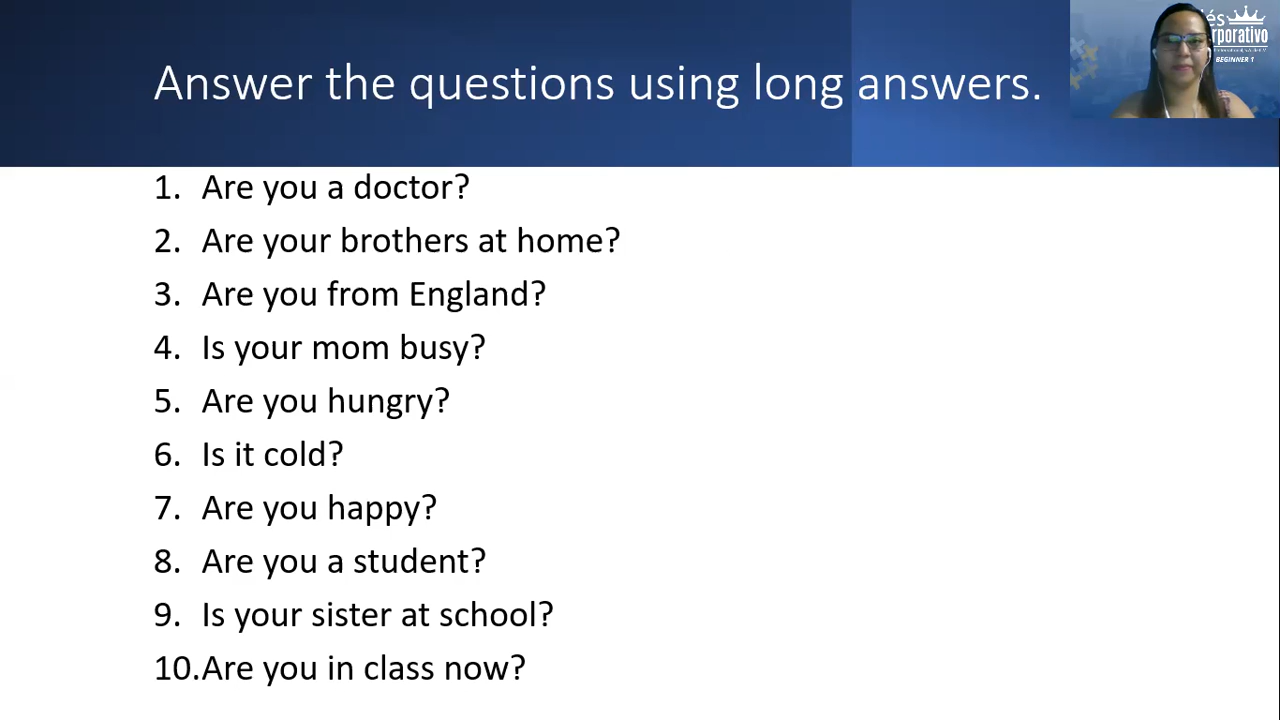 Answer the questions using long answers.
és
rporativo
BEGINNER 1
1. Are you a doctor?
2. Are your brothers at home?
3. Are you from England?
4. Is your mom busy?
5. Are you hungry?
6. Is it cold?
7. Are you happy?
8. Are you a student?
9. Is your sister at school?
10.Are you in class now?